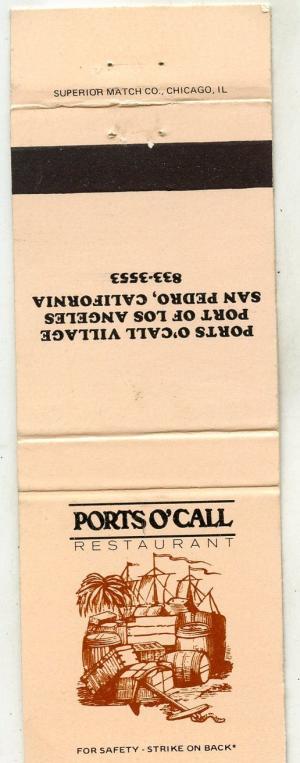 SUPERIOR MATCH CO., CHICAGO, IL
PORTS O'CALL VILLAGE
PORT OF LOS ANGELES
SAN PEDRO, CALIFORNIA
833-3553
PORTS O'CALL
RESTAURANT
FOR SAFETY - STRIKE ON BACK*